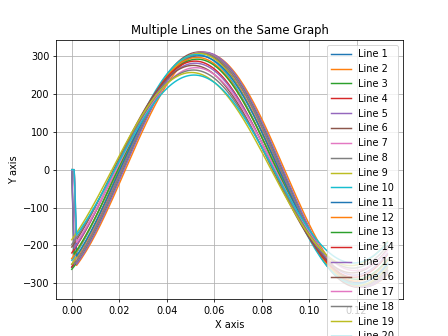 Multiple Lines on the Same Graph
Y axis
300
200
100
0
−100
−200
−300
0.00
0.02
0.04
0.06
0.08
0.10
X axis
Line 1
Line 2
Line 3
Line 4
Line 5
Line 6
Line 7
Line 8
Line 9
Line 10
Line 11
Line 12
Line 13
Line 14
Line 15
Line 16
Line 17
Line 18
Line 19
Line 20